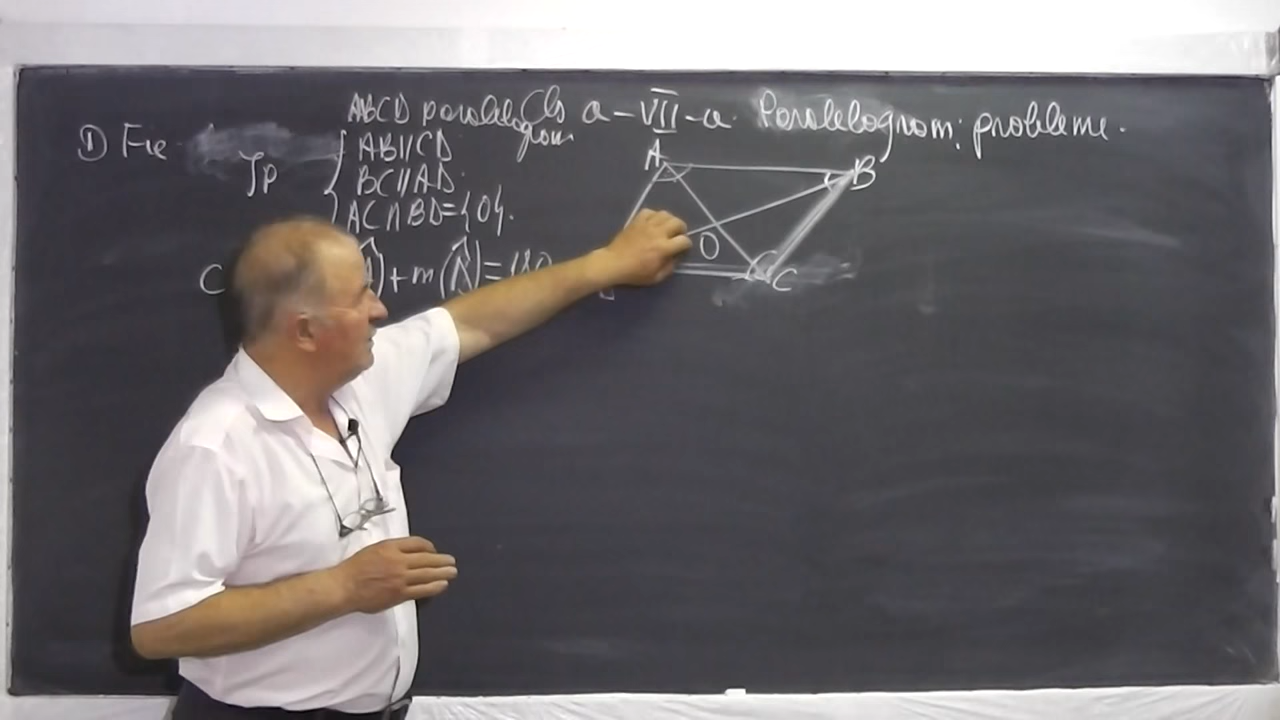 ABCD paralelogram Cls a-VII-a. Paralelogram; probleme.
1) Fie
Ip { AB∥CD
BC∥AD.
AC∩BD={O}.
C ) + m(Â) = 180
A B
O
C